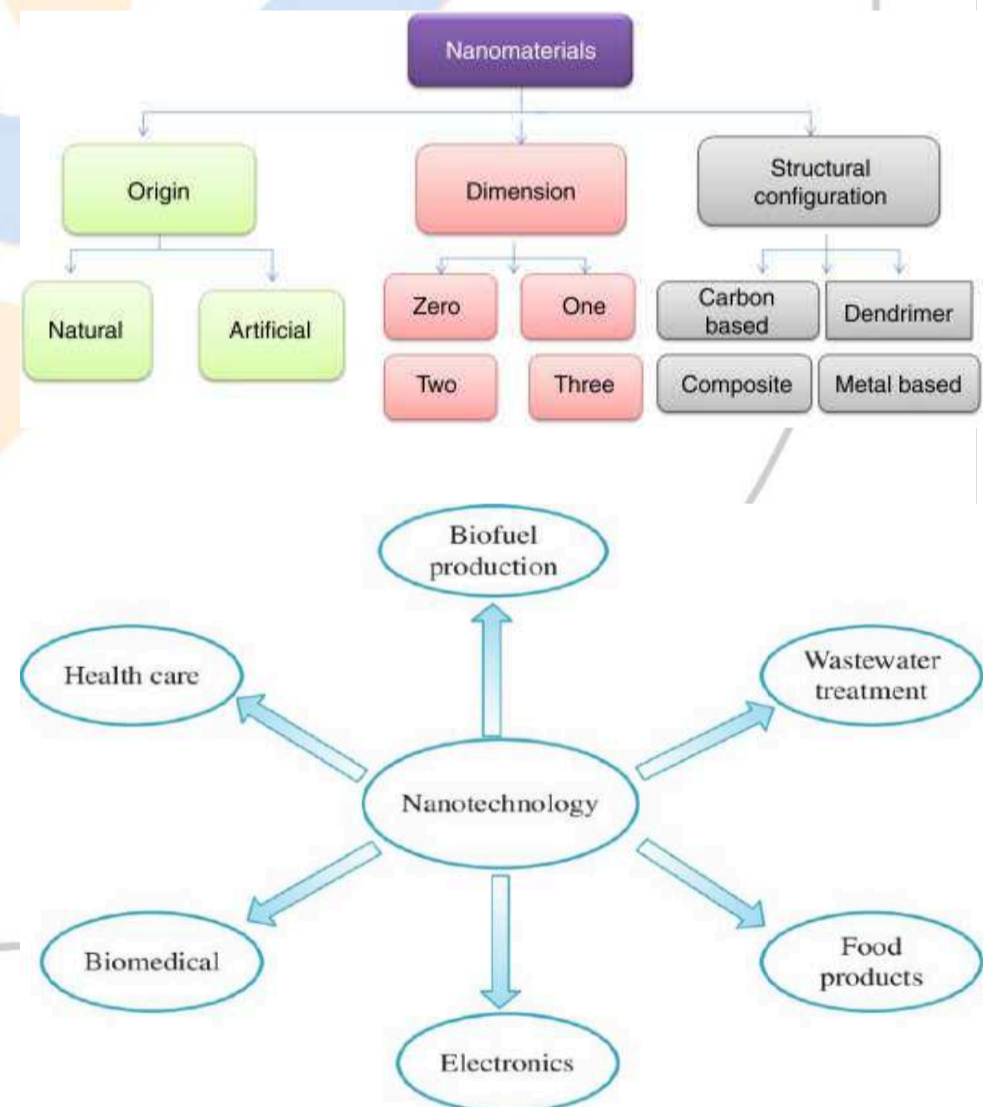 Nanomaterials
Origin
Dimension
Structural
configuration
Natural
Artificial
Zero
One
Carbon
based
Dendrimer
Two
Three
Composite
Metal based
Biofuel
production
Health care
Wastewater
treatment
Nanotechnology
Biomedical
Food
products
Electronics